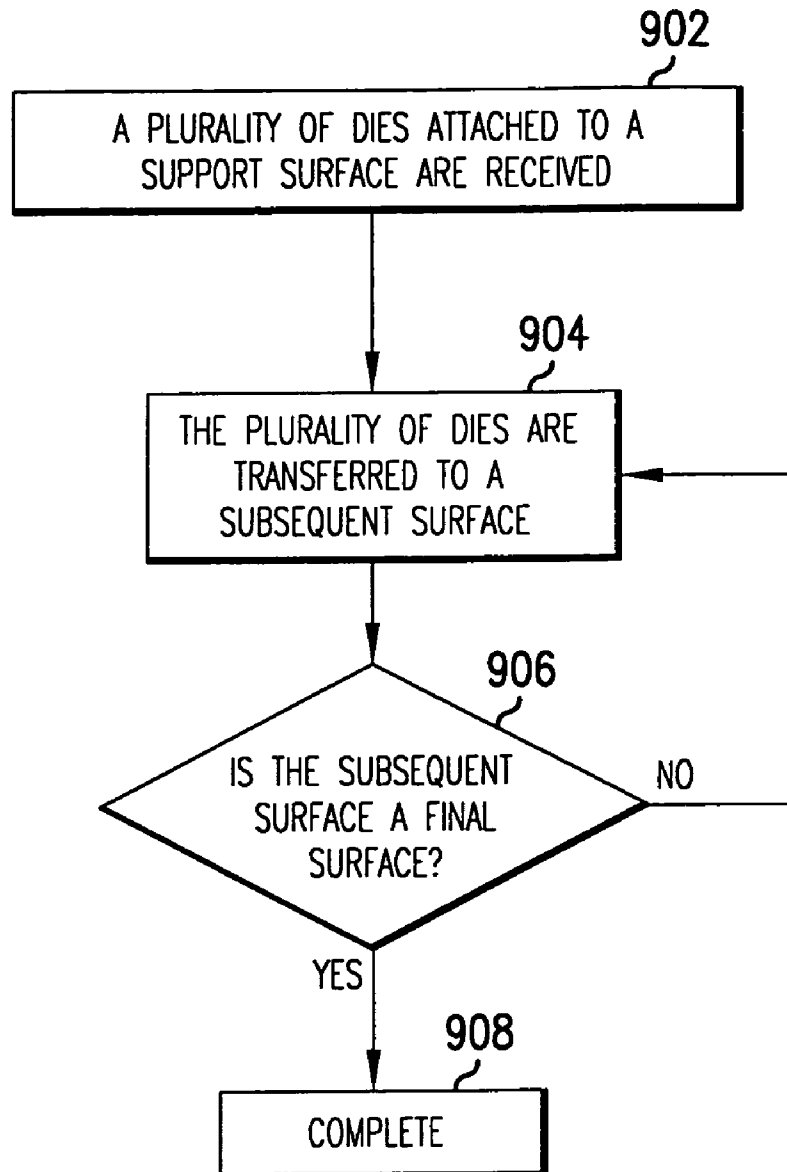 902
A PLURALITY OF DIES ATTACHED TO A
SUPPORT SURFACE ARE RECEIVED
904
THE PLURALITY OF DIES ARE
TRANSFERRED TO A
SUBSEQUENT SURFACE
906
IS THE SUBSEQUENT
SURFACE A FINAL
SURFACE?
NO
YES
908
COMPLETE